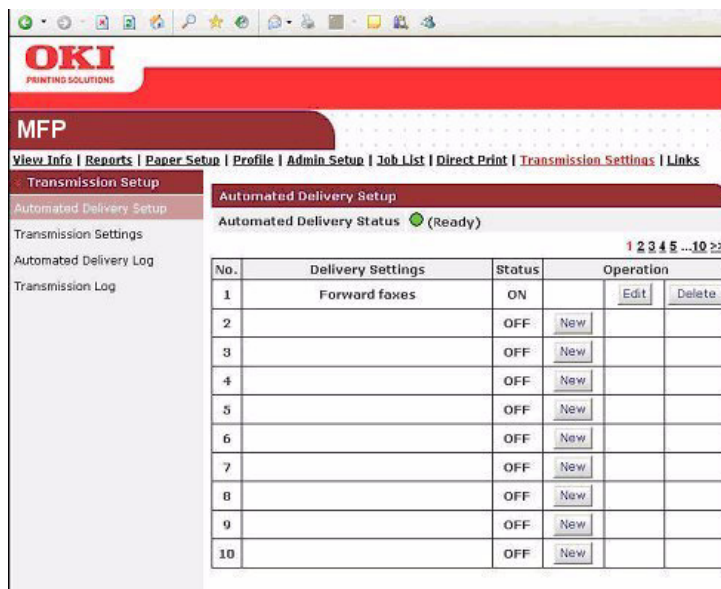 OKI
PRINTING SOLUTIONS
MFP
View Info | Reports | Paper Setup | Profile | Admin Setup | Job List | Direct Print | Transmission Settings | Links
Transmission Setup
Automated Delivery Setup
Transmission Settings
Automated Delivery Log
Transmission Log
Automated Delivery Setup
Automated Delivery Status (Ready)
1 2 3 4 5 ...10 >>
No. Delivery Settings Status Operation
1 Forward faxes ON Edit Delete
2 OFF New
3 OFF New
4 OFF New
5 OFF New
6 OFF New
7 OFF New
8 OFF New
9 OFF New
10 OFF New